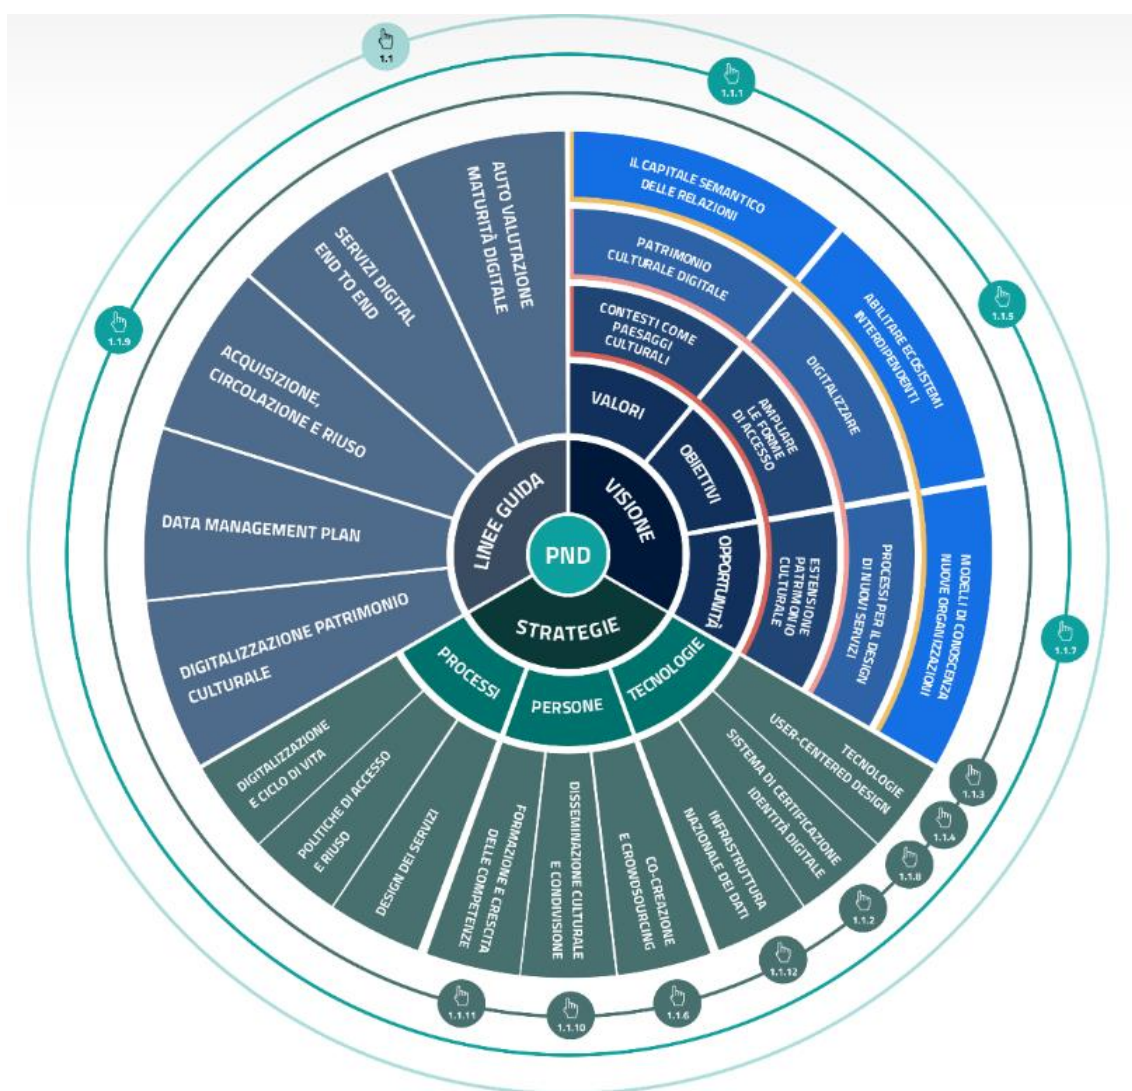 1.1
1.1.1
1.1.5
1.1.7
1.1.3
1.1.4
1.1.8
1.1.2
1.1.12
1.1.6
1.1.10
1.1.11
1.1.9
PND
VISIONE
VALORI
OBIETTIVI
OPPORTUNITÀ
CONTESTI COME
PAESAGGI
CULTURALI
AMPLIARE
LE FORME
DI ACCESSO
ESTENSIONE
PATRIMONIO
CULTURALE
PATRIMONIO
CULTURALE DIGITALE
DIGITALIZZARE
PROCESSI PER IL DESIGN
DI NUOVI SERVIZI
IL CAPITALE SEMANTICO
DELLE RELAZIONI
ABILITARE ECOSISTEMI
INTERDIPENDENTI
MODELLI DI CONOSCENZA
NUOVE ORGANIZZAZIONI
STRATEGIE
TECNOLOGIE
PERSONE
PROCESSI
TECNOLOGIE
USER-CENTERED DESIGN
SISTEMA DI CERTIFICAZIONE
IDENTITÀ DIGITALE
INFRASTRUTTURA
NAZIONALE DEI DATI
CO-CREAZIONE
E CROWDSOURCING
DISSEMINAZIONE CULTURALE
E CONDIVISIONE
FORMAZIONE E CRESCITA
DELLE COMPETENZE
DESIGN DEI SERVIZI
POLITICHE DI ACCESSO
E RIUSO
DIGITALIZZAZIONE
E CICLO DI VITA
LINEE GUIDA
DIGITALIZZAZIONE PATRIMONIO
CULTURALE
DATA MANAGEMENT PLAN
ACQUISIZIONE,
CIRCOLAZIONE E RIUSO
SERVIZI DIGITAL
END TO END
AUTO VALUTAZIONE
MATURITÀ DIGITALE